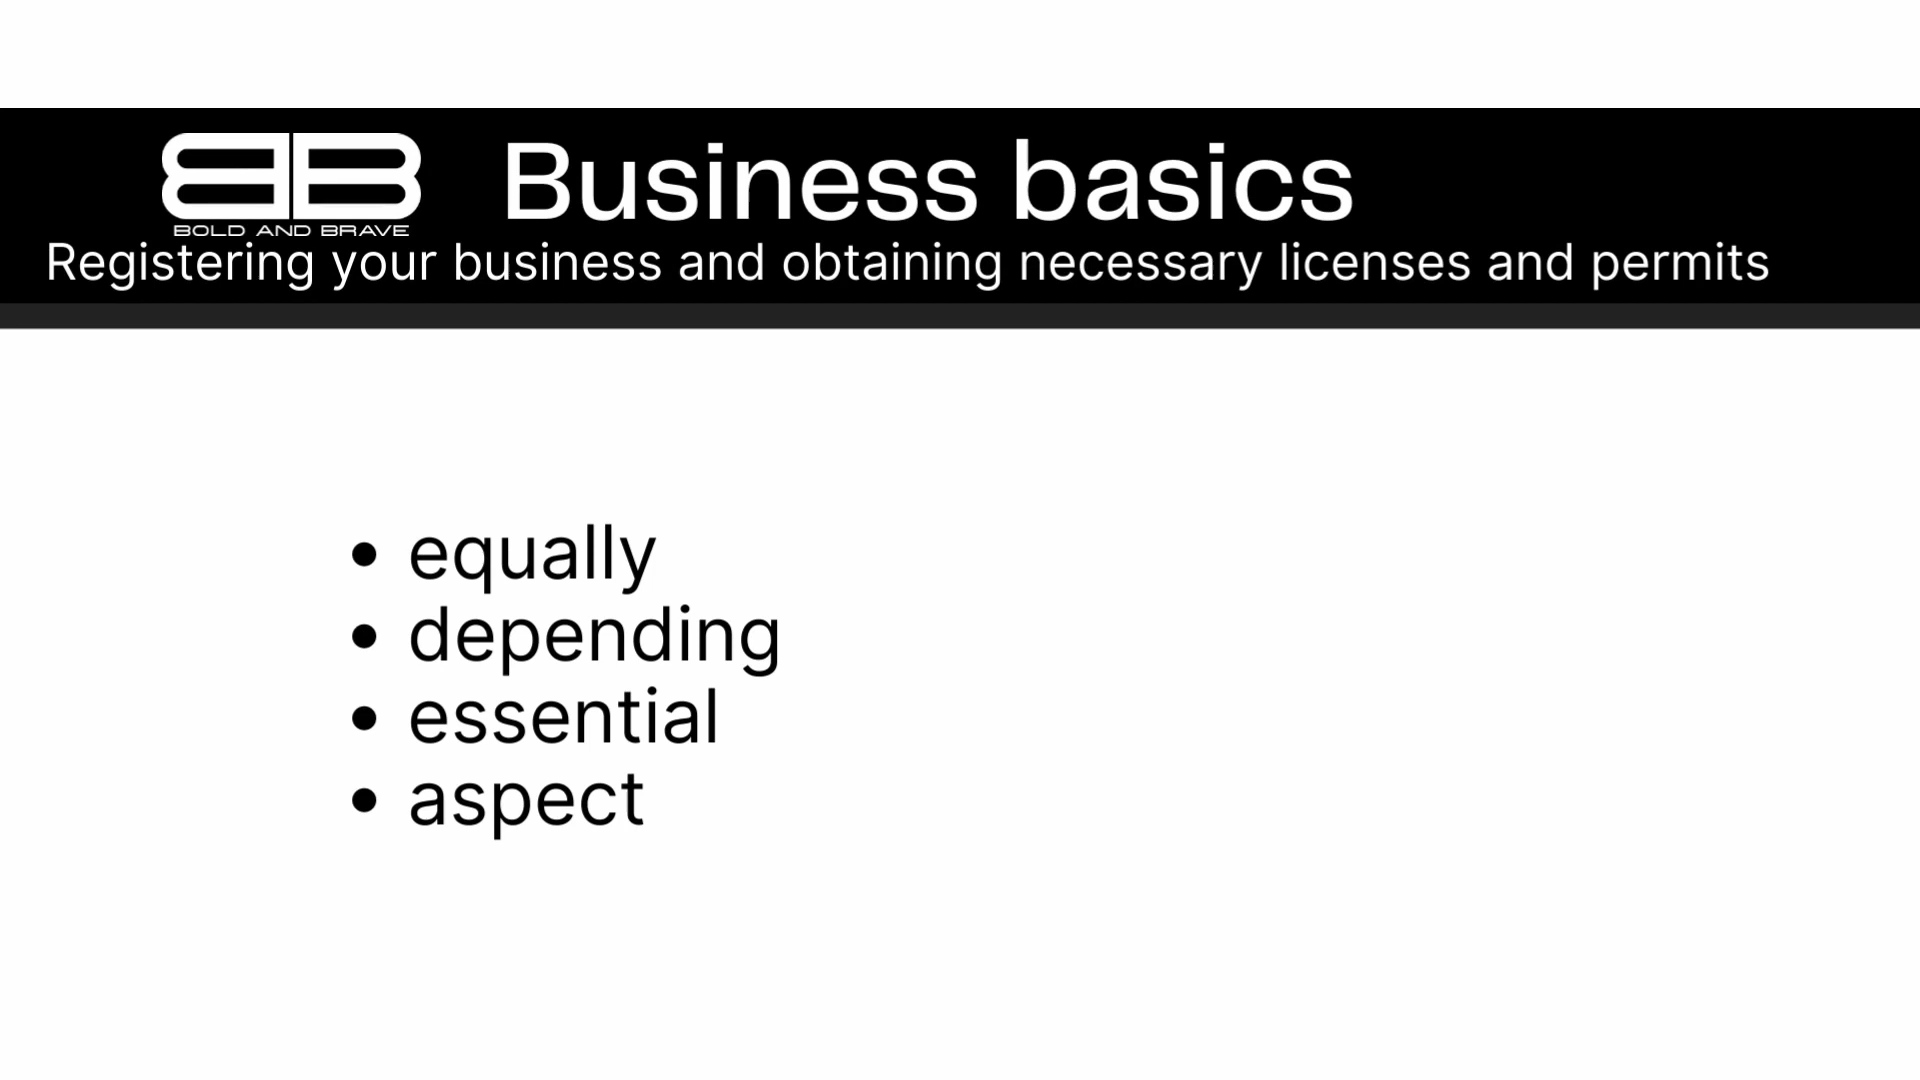 Business basics
BOLD AND BRAVE
Registering your business and obtaining necessary licenses and permits
• equally
• depending
• essential
• aspect